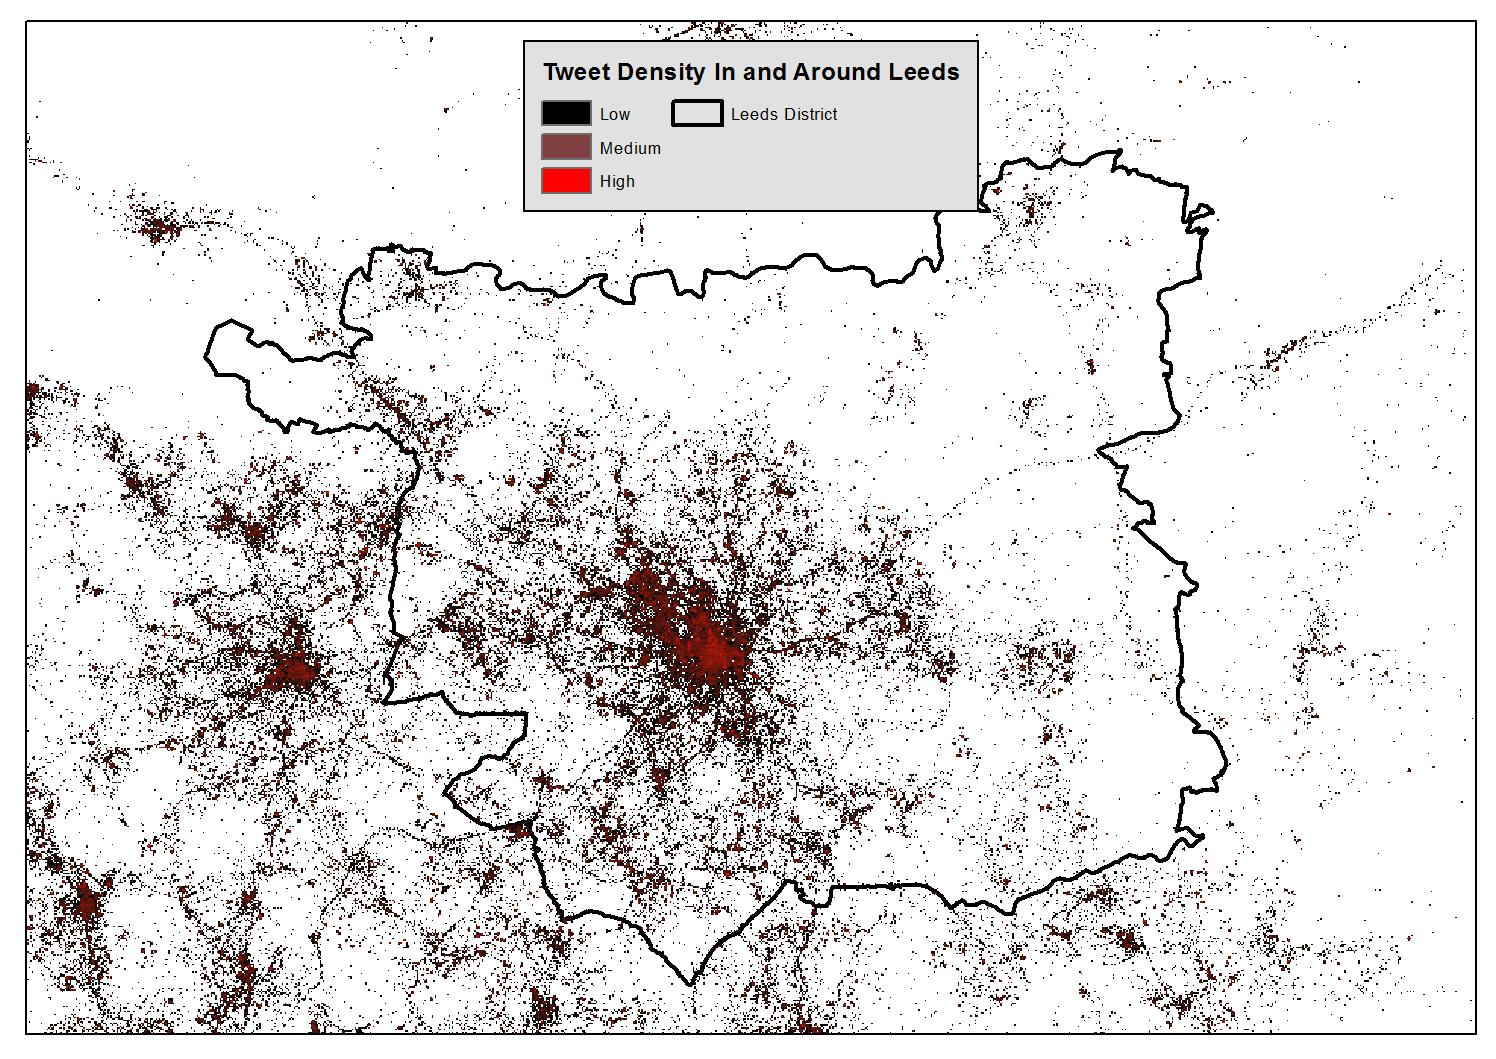 Tweet Density In and Around Leeds
Low
Leeds District
Medium
High